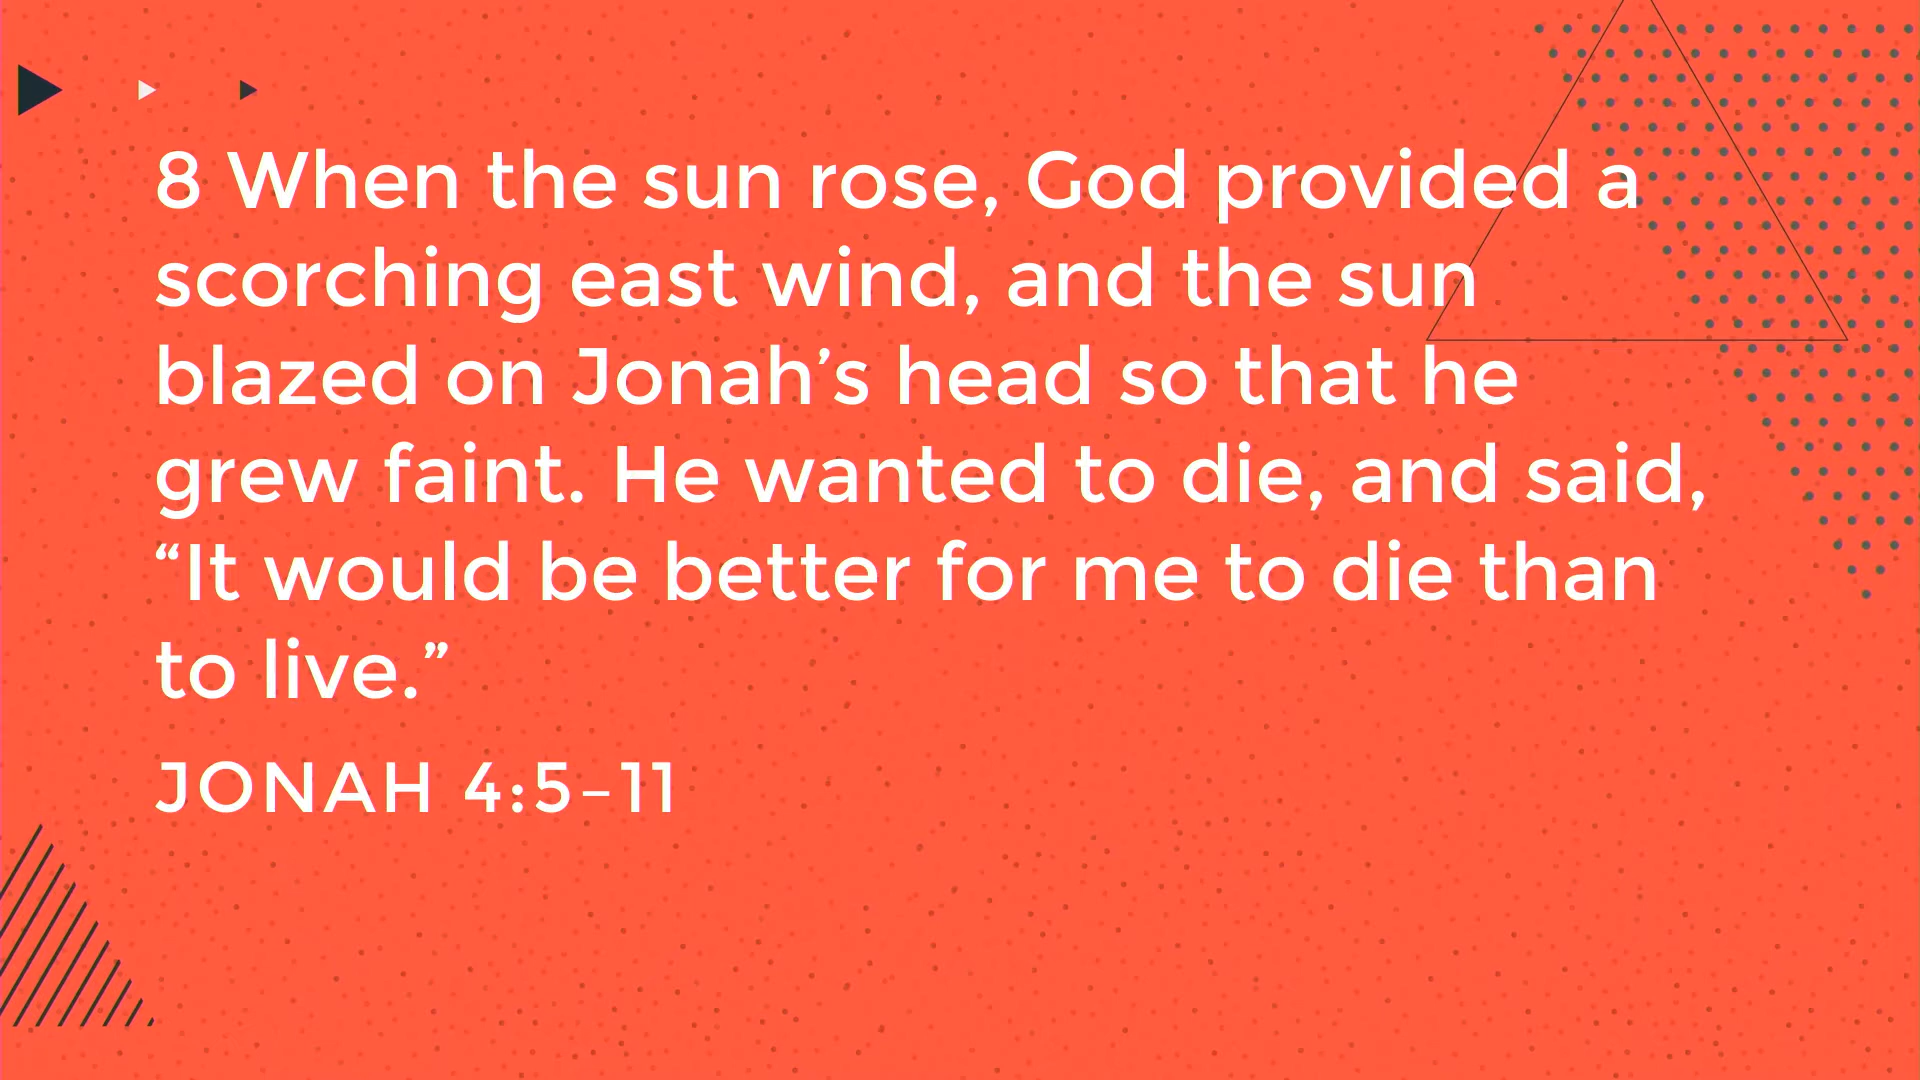 8 When the sun rose, God provided a
scorching east wind, and the sun
blazed on Jonah’s head so that he
grew faint. He wanted to die, and said,
“It would be better for me to die than
to live.”
JONAH 4:5–11